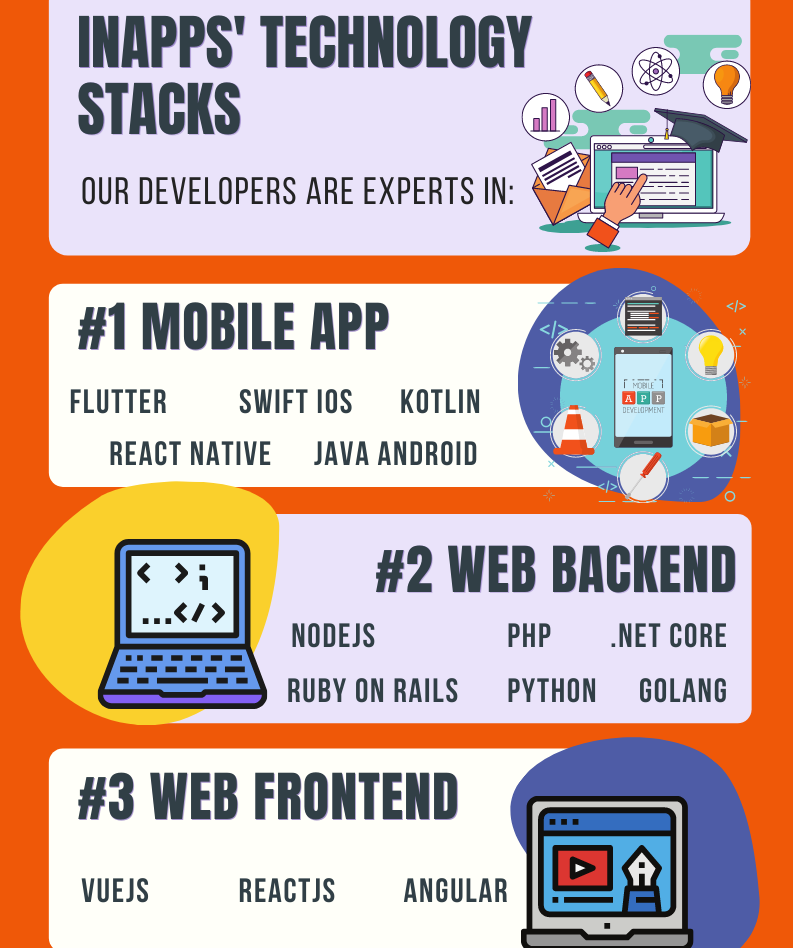 INAPPS' TECHNOLOGY
STACKS
OUR DEVELOPERS ARE EXPERTS IN:
#1 MOBILE APP
FLUTTER SWIFT IOS KOTLIN
REACT NATIVE JAVA ANDROID
MOBILE
APP
DEVELOPMENT
</>
</>
</>
#2 WEB BACKEND
< > ;
...</>
NODEJS PHP .NET CORE
RUBY ON RAILS PYTHON GOLANG
#3 WEB FRONTEND
VUEJS REACTJS ANGULAR